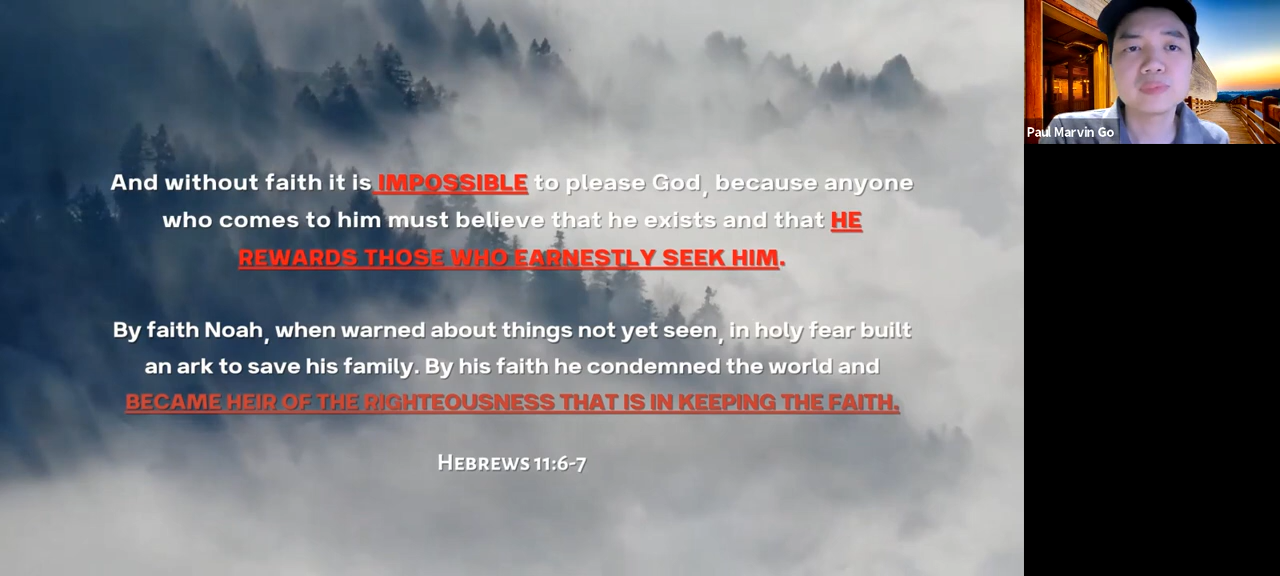 And without faith it is IMPOSSIBLE to please God, because anyone
who comes to him must believe that he exists and that HE
REWARDS THOSE WHO EARNESTLY SEEK HIM.
By faith Noah, when warned about things not yet seen, in holy fear built
an ark to save his family. By his faith he condemned the world and
BECAME HEIR OF THE RIGHTEOUSNESS THAT IS IN KEEPING THE FAITH.
HEBREWS 11:6-7
Paul Marvin Go